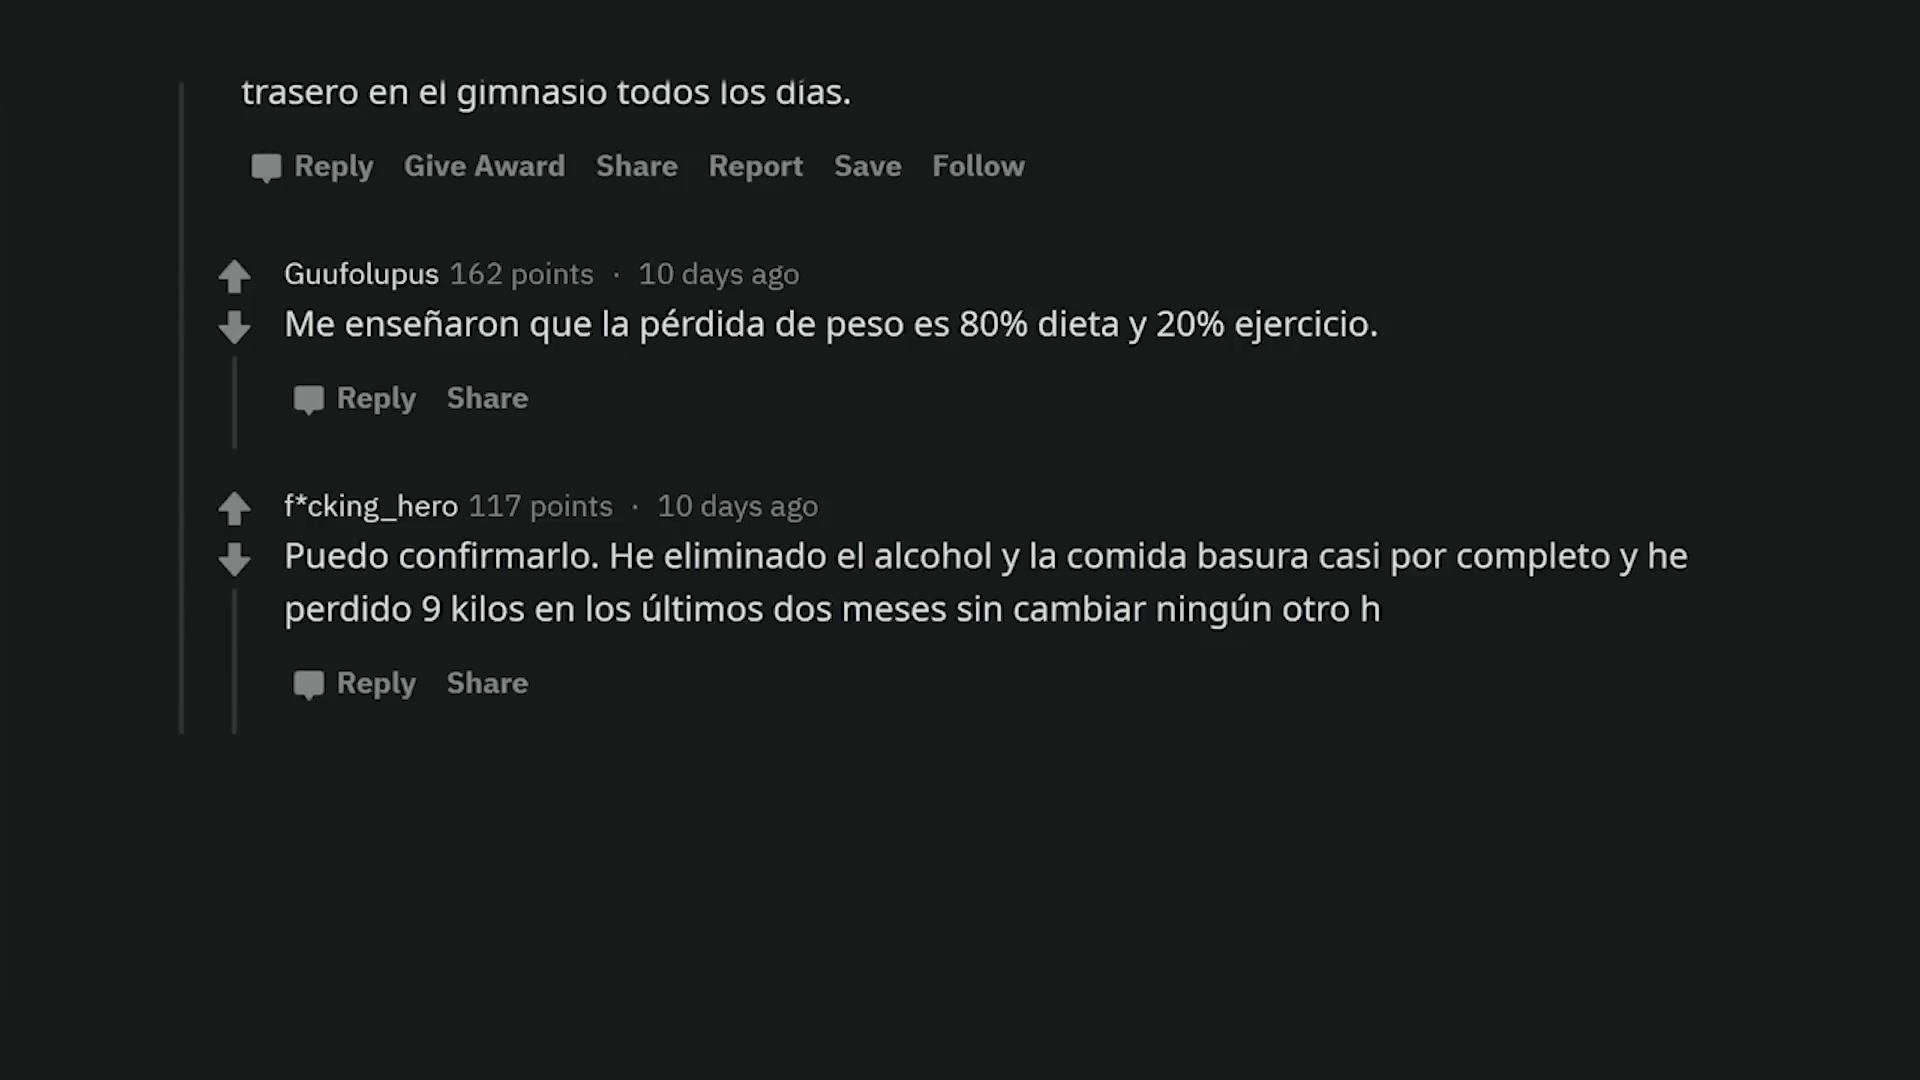 trasero en el gimnasio todos los días.
Reply Give Award Share Report Save Follow
Guufolupus 162 points · 10 days ago
Me enseñaron que la pérdida de peso es 80% dieta y 20% ejercicio.
Reply Share
f*cking_hero 117 points · 10 days ago
Puedo confirmarlo. He eliminado el alcohol y la comida basura casi por completo y he
perdido 9 kilos en los últimos dos meses sin cambiar ningún otro h
Reply Share